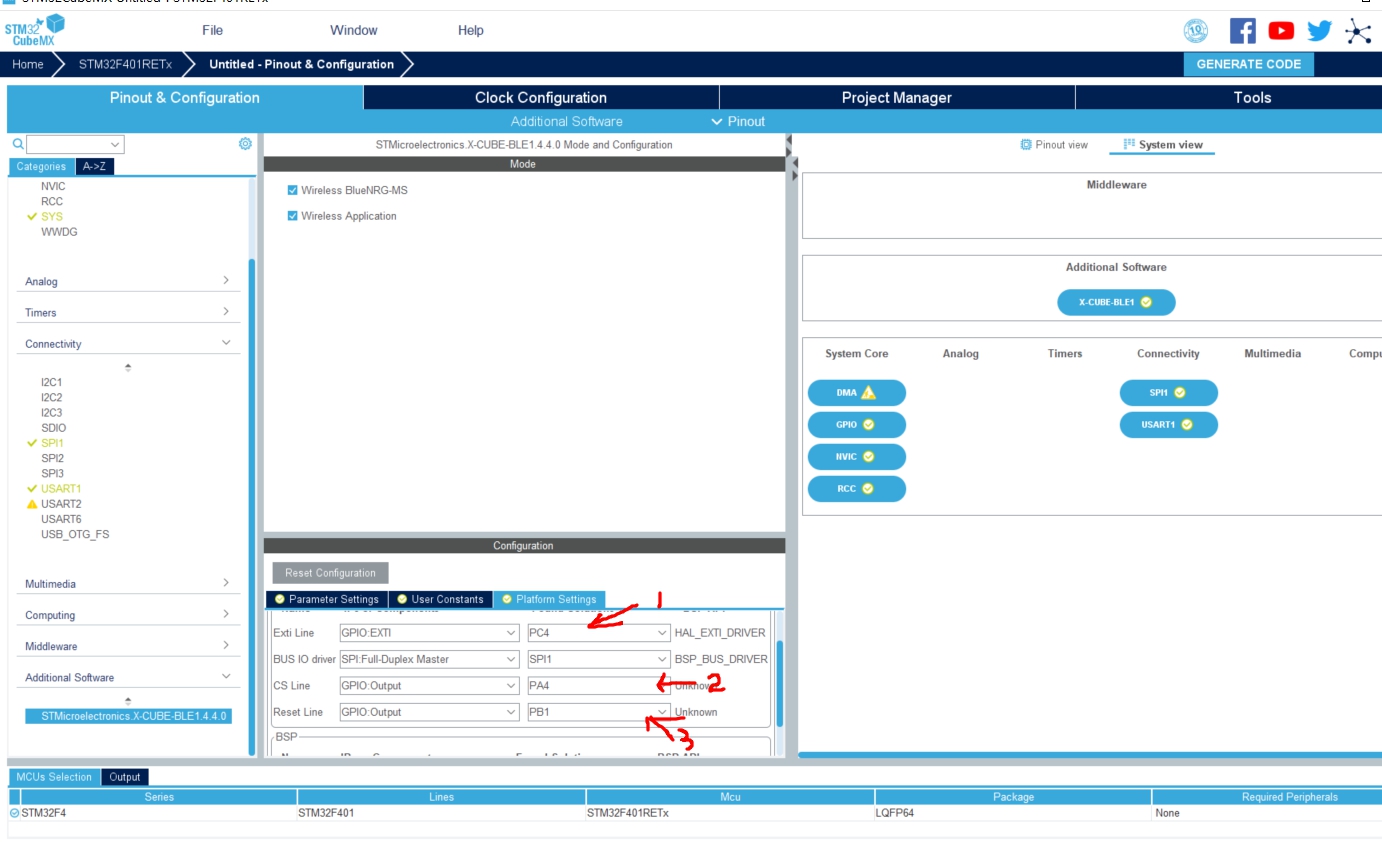 STM32CubeMX Untitled*: STM32F401RETx
STM32 CubeMX
File Window Help
10
Home STM32F401RETx Untitled - Pinout & Configuration GENERATE CODE
Pinout & Configuration Clock Configuration Project Manager Tools
Additional Software Pinout
STMicroelectronics.X-CUBE-BLE1.4.4.0 Mode and Configuration
Pinout view System view
Categories A->Z
Mode
NVIC
RCC
SYS
WWDG
Analog
Timers
Connectivity
I2C1
I2C2
I2C3
SDIO
SPI1
SPI2
SPI3
USART1
USART2
USART6
USB_OTG_FS
Multimedia
Computing
Middleware
Additional Software
STMicroelectronics.X-CUBE-BLE1.4.4.0
Wireless BlueNRG-MS
Wireless Application
Configuration
Reset Configuration
Parameter Settings User Constants Platform Settings
1
Exti Line GPIO:EXTI PC4 HAL_EXTI_DRIVER
BUS IO driver SPI:Full-Duplex Master SPI1 BSP_BUS_DRIVER
CS Line GPIO:Output PA4 Unknown
2
Reset Line GPIO:Output PB1 Unknown
3
BSP
Middleware
Additional Software
X-CUBE-BLE1
System Core Analog Timers Connectivity Multimedia Compu
DMA SPI1
GPIO USART1
NVIC
RCC
MCUs Selection Output
Series Lines Mcu Package Required Peripherals
STM32F4 STM32F401 STM32F401RETx LQFP64 None